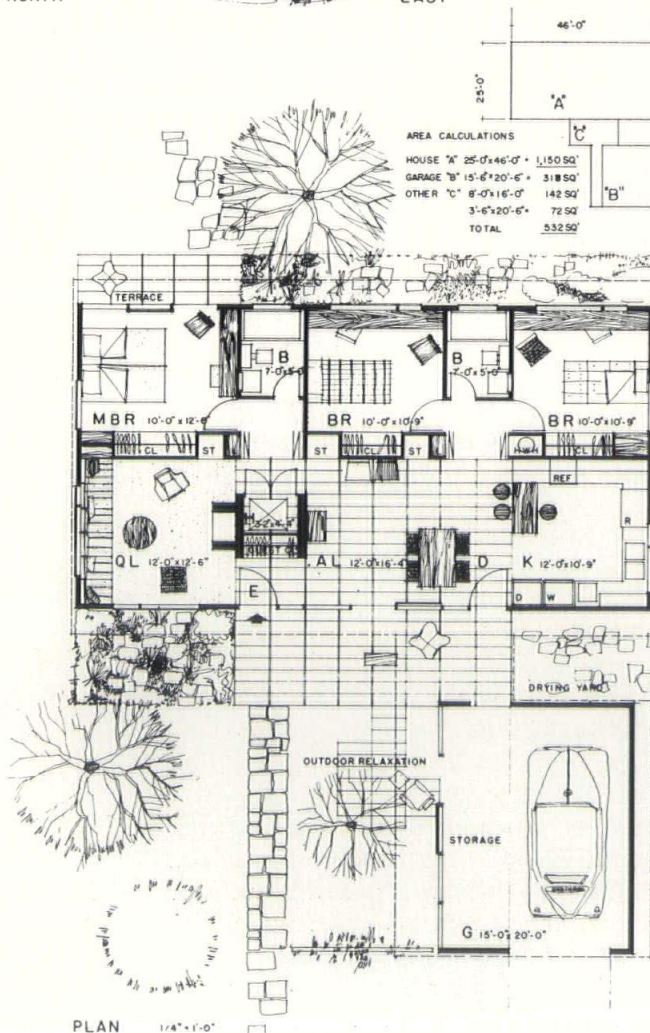 EAST
46'-0"
25'-0"
"A"
"C"
"B"
AREA CALCULATIONS
HOUSE "A" 25'-0"x46'-0" = 1,150 SQ'
GARAGE "B" 15'-6"x20'-6" = 318 SQ'
OTHER "C" 8'-0"x16'-0" 142 SQ'
3'-6"x20'-6" = 72 SQ'
TOTAL 532 SQ'
TERRACE
B
7'-0"x5'-0"
B
7'-0"x5'-0"
MBR 10'-0"x12'-6"
BR 10'-0"x10'-9"
BR 10'-0"x10'-9"
CL ST
ST CL ST
HWH CL
REF
R
QL 12'-0"x12'-6"
AL 12'-0"x16'-4"
D
K 12'-0"x10'-9"
E
D W
DRYING YARD
OUTDOOR RELAXATION
STORAGE
G 15'-0"x20'-0"
PLAN 1/4"=1'-0"